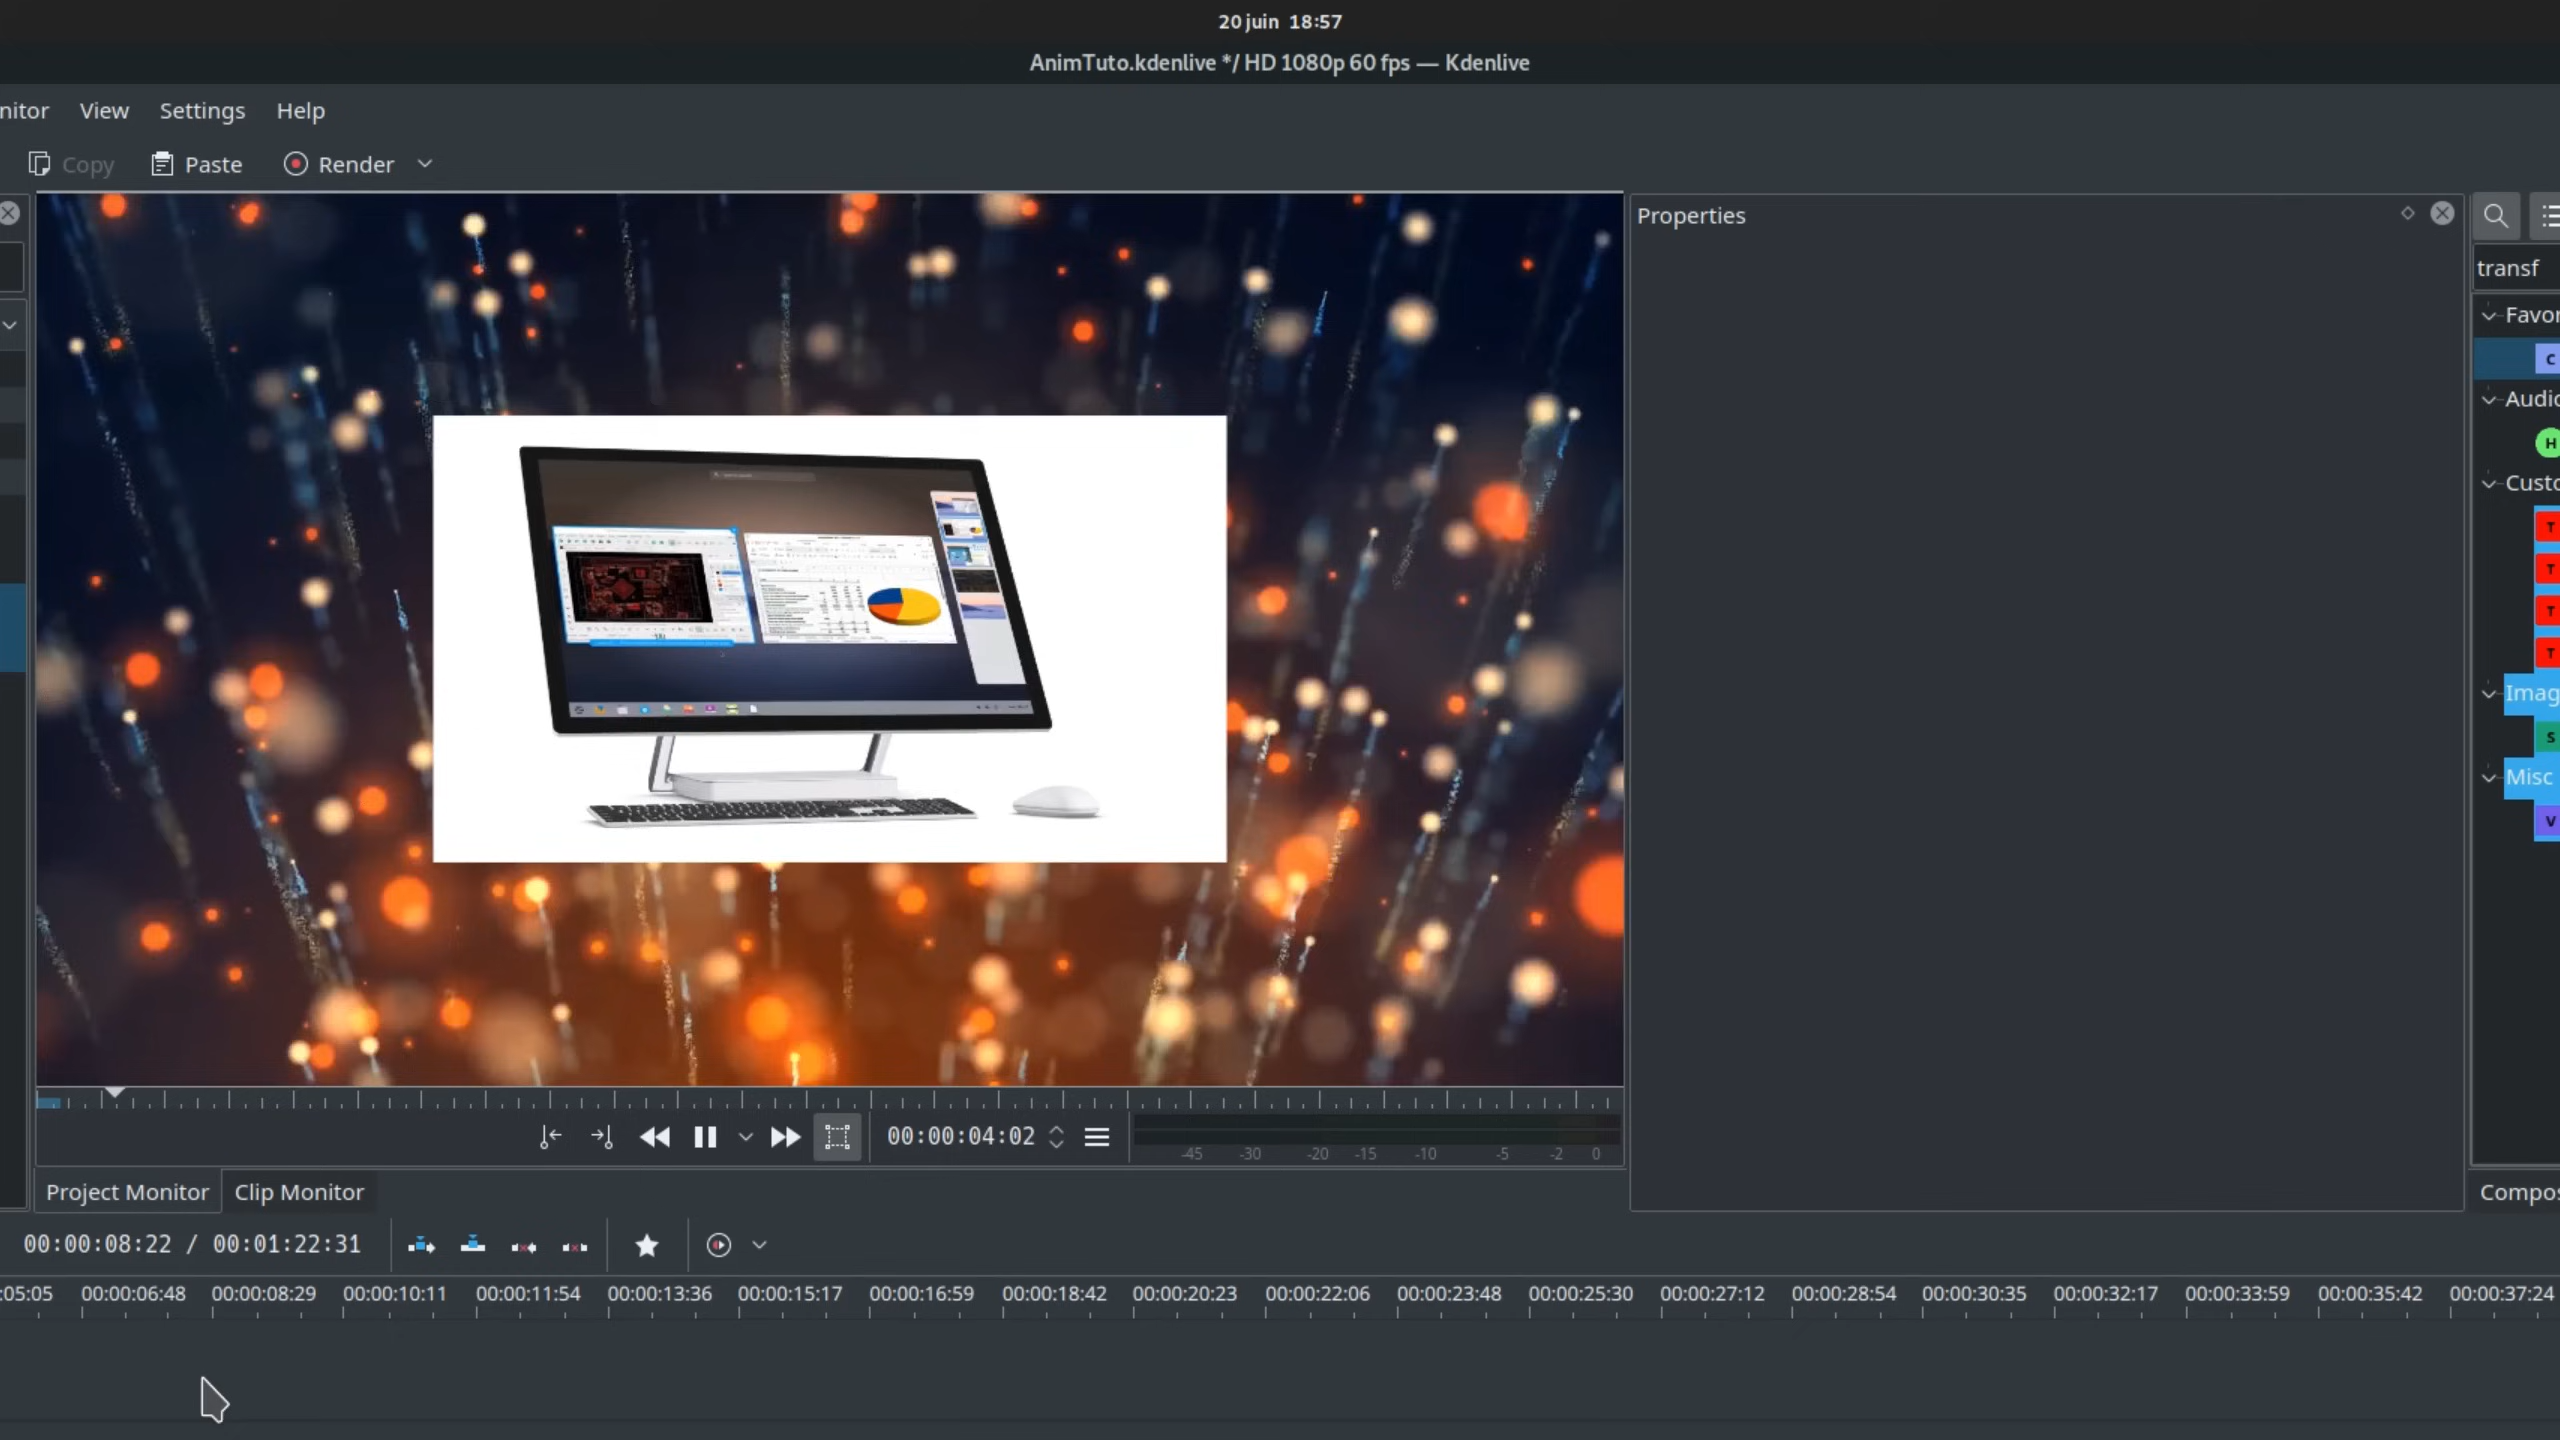 20 juin 18:57
AnimTuto.kdenlive */ HD 1080p 60 fps — Kdenlive
nitor View Settings Help
Copy Paste Render
Properties
transf
Favor
C
Audio
H
Custo
T
T
T
T
Imag
S
Misc
V
00:00:04:02
-45 -30 -20 -15 -10 -5 -2 0
Project Monitor Clip Monitor
Compos
00:00:08:22 / 00:01:22:31
:05:05 00:00:06:48 00:00:08:29 00:00:10:11 00:00:11:54 00:00:13:36 00:00:15:17 00:00:16:59 00:00:18:42 00:00:20:23 00:00:22:06 00:00:23:48 00:00:25:30 00:00:27:12 00:00:28:54 00:00:30:35 00:00:32:17 00:00:33:59 00:00:35:42 00:00:37:24